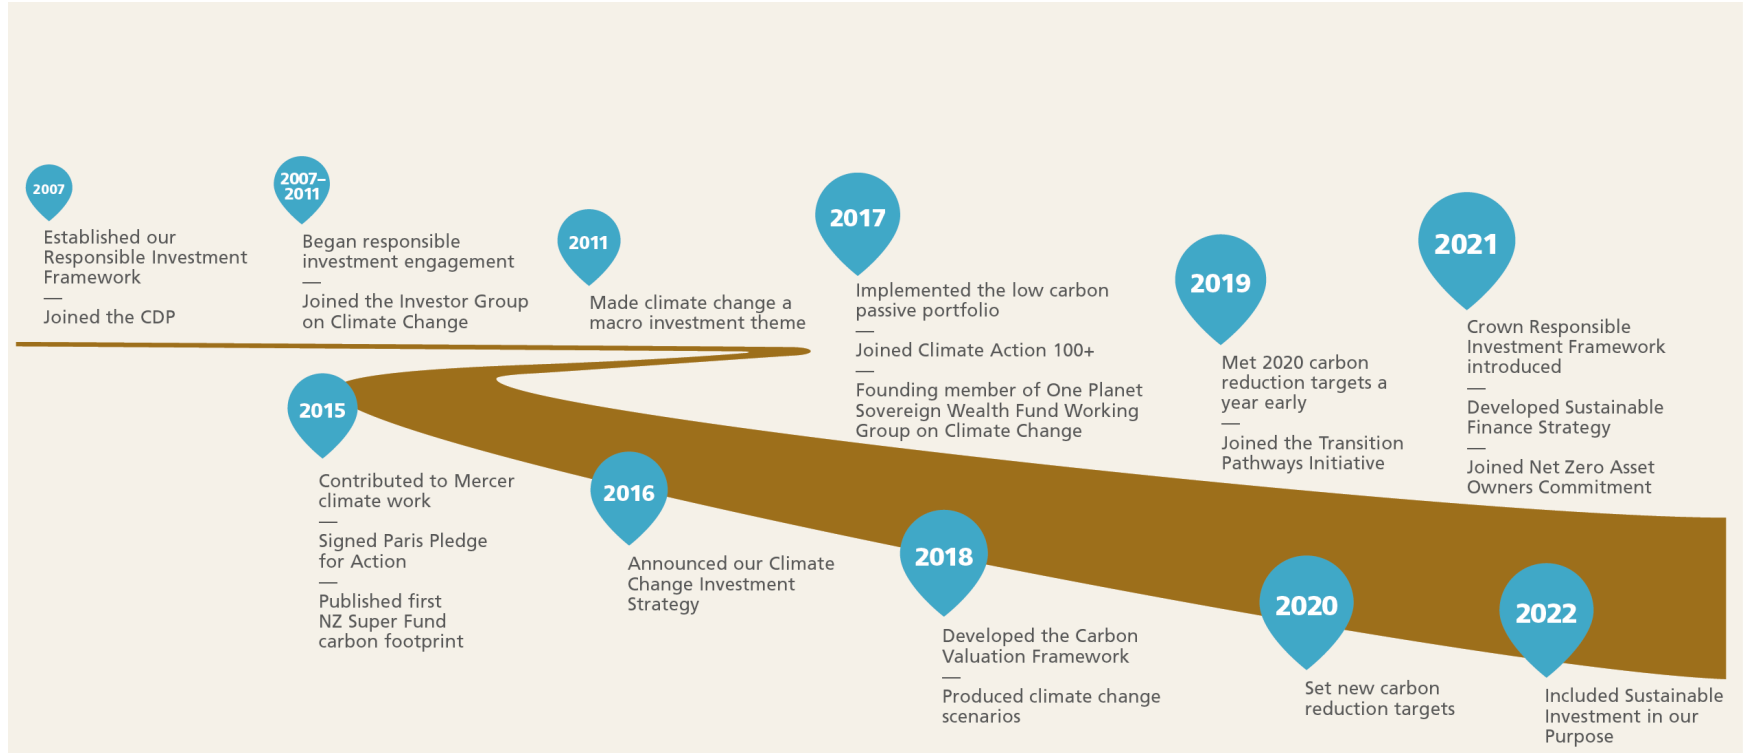 2007
Established our
Responsible Investment
Framework
—
Joined the CDP
2007–
2011
Began responsible
investment engagement
—
Joined the Investor Group
on Climate Change
2011
Made climate change a
macro investment theme
2015
Contributed to Mercer
climate work
—
Signed Paris Pledge
for Action
—
Published first
NZ Super Fund
carbon footprint
2016
Announced our Climate
Change Investment
Strategy
2017
Implemented the low carbon
passive portfolio
—
Joined Climate Action 100+
—
Founding member of One Planet
Sovereign Wealth Fund Working
Group on Climate Change
2018
Developed the Carbon
Valuation Framework
—
Produced climate change
scenarios
2019
Met 2020 carbon
reduction targets a
year early
—
Joined the Transition
Pathways Initiative
2020
Set new carbon
reduction targets
2021
Crown Responsible
Investment Framework
introduced
—
Developed Sustainable
Finance Strategy
—
Joined Net Zero Asset
Owners Commitment
2022
Included Sustainable
Investment in our
Purpose